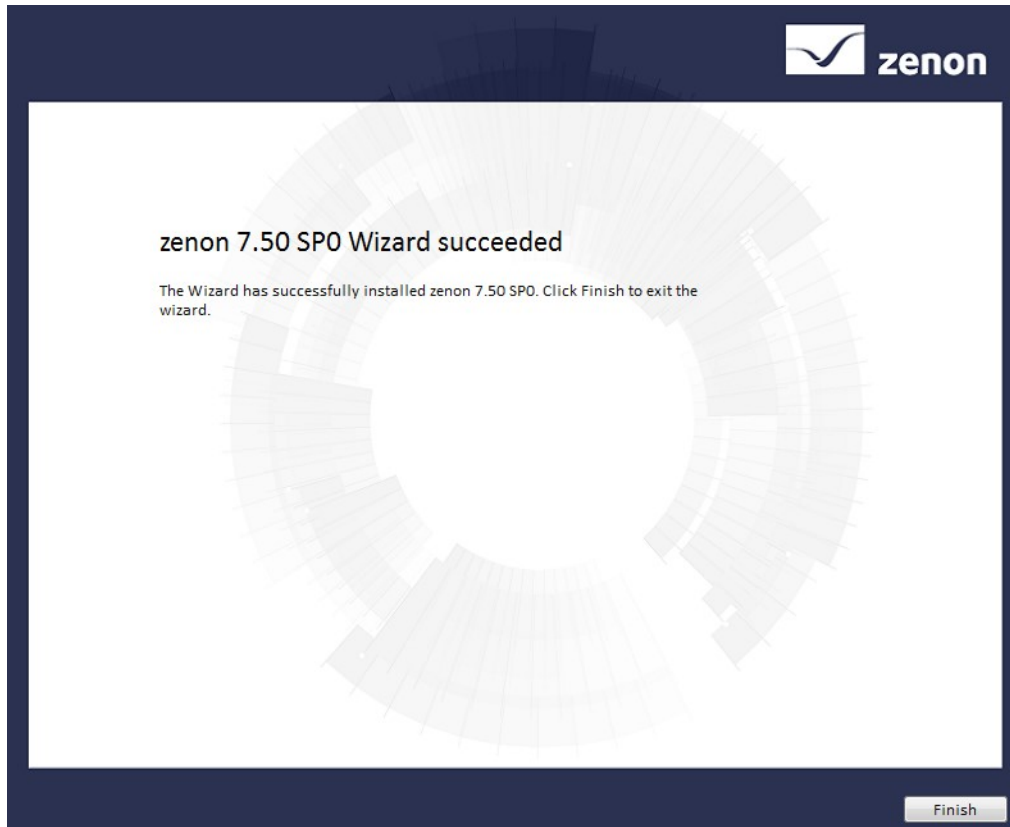 zenon
zenon 7.50 SP0 Wizard succeeded
The Wizard has successfully installed zenon 7.50 SP0. Click Finish to exit the
wizard.
Finish